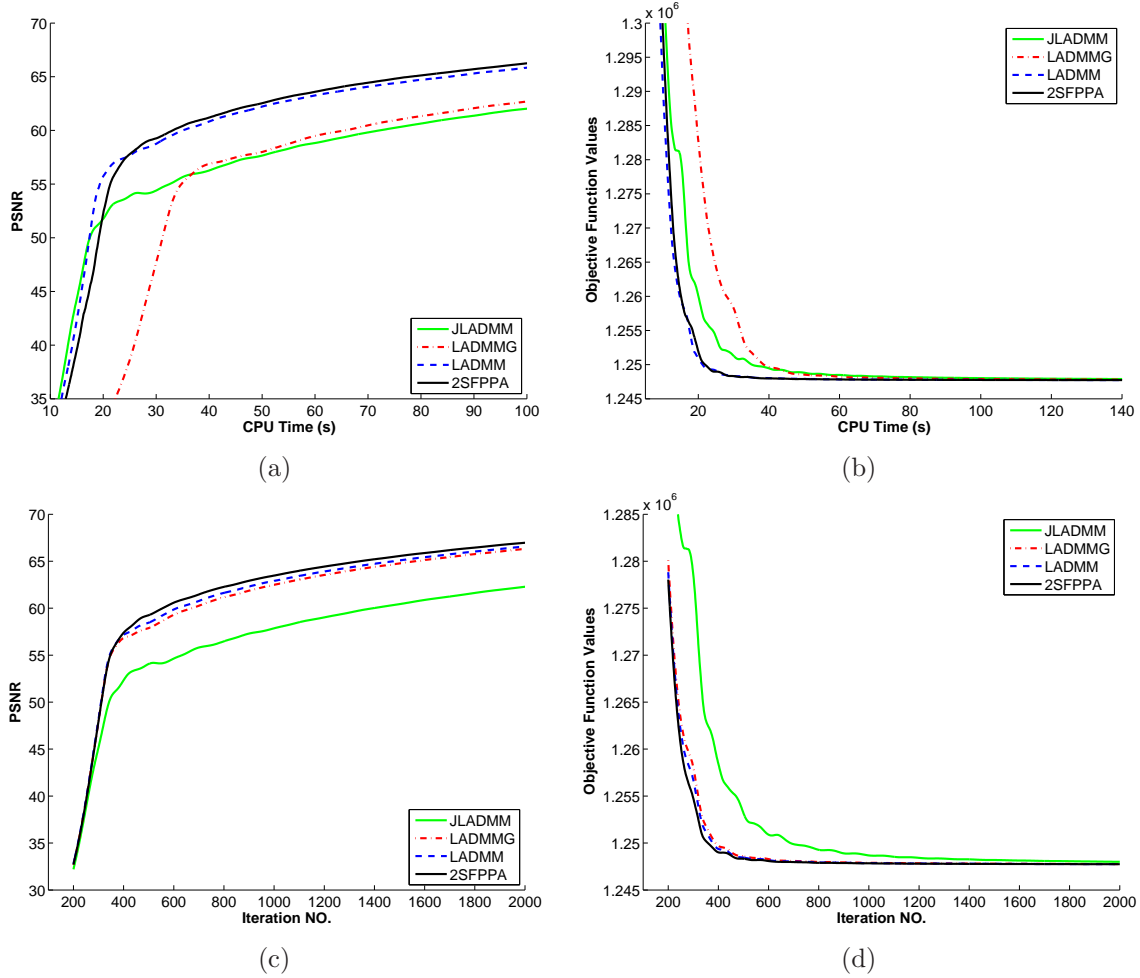 70
65
60
55
50
45
40
35
PSNR
10 20 30 40 50 60 70 80 90 100
CPU Time (s)
JLADMM
LADMMG
LADMM
2SFPPA
(a)
x 10^6
1.3
1.295
1.29
1.285
1.28
1.275
1.27
1.265
1.26
1.255
1.25
1.245
Objective Function Values
20 40 60 80 100 120 140
CPU Time (s)
JLADMM
LADMMG
LADMM
2SFPPA
(b)
70
65
60
55
50
45
40
35
30
PSNR
200 400 600 800 1000 1200 1400 1600 1800 2000
Iteration NO.
JLADMM
LADMMG
LADMM
2SFPPA
(c)
x 10^6
1.285
1.28
1.275
1.27
1.265
1.26
1.255
1.25
1.245
Objective Function Values
200 400 600 800 1000 1200 1400 1600 1800 2000
Iteration NO.
JLADMM
LADMMG
LADMM
2SFPPA
(d)